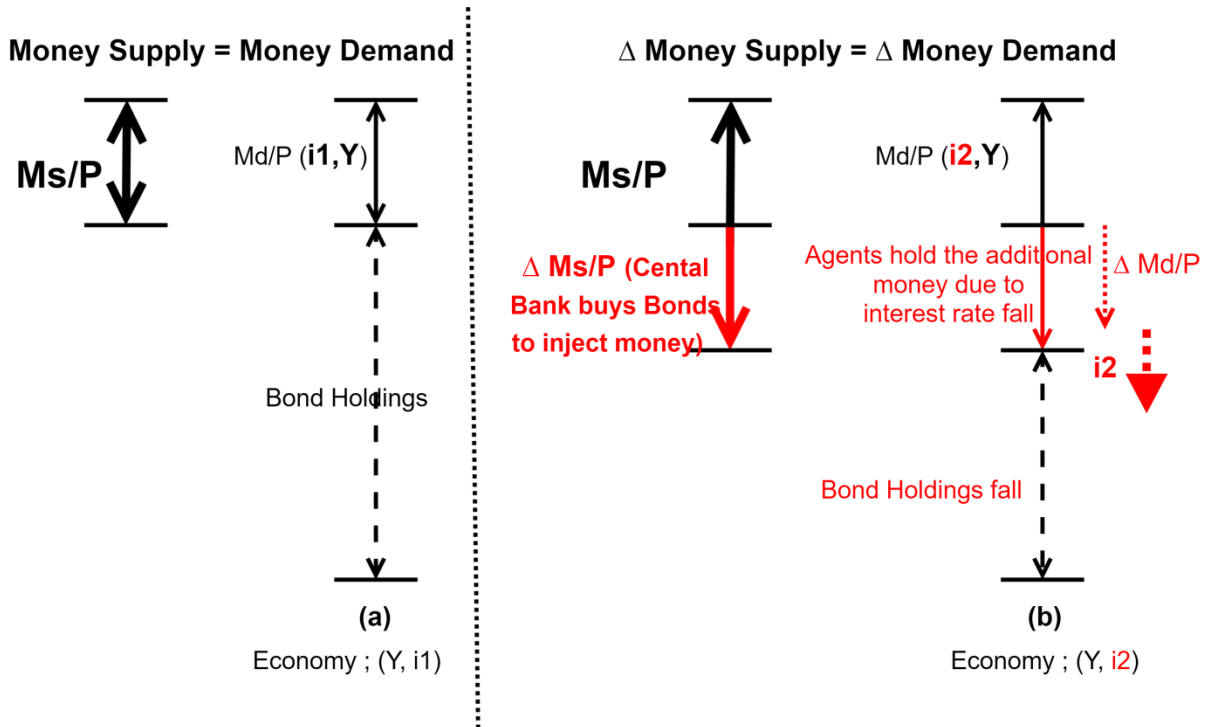 Money Supply = Money Demand
Ms/P
Md/P (i1,Y)
Bond Holdings
(a)
Economy ; (Y, i1)
Δ Money Supply = Δ Money Demand
Ms/P
Md/P (i2,Y)
Δ Ms/P (Cental
Bank buys Bonds
to inject money)
Agents hold the additional
money due to
interest rate fall
Δ Md/P
i2
Bond Holdings fall
(b)
Economy ; (Y, i2)